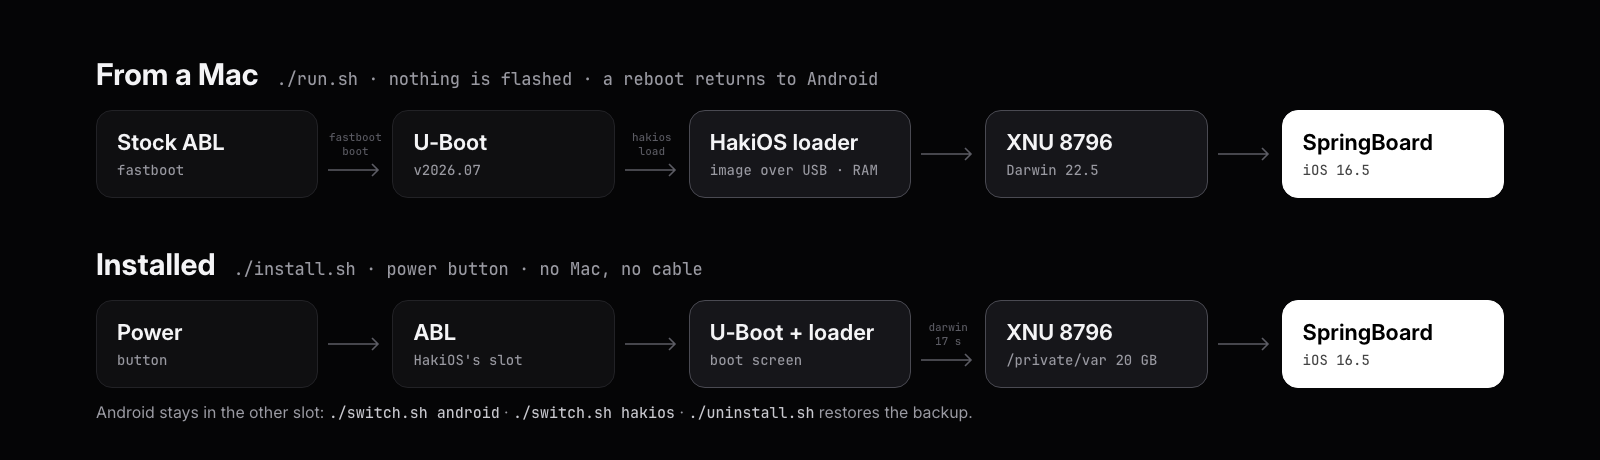 From a Mac ./run.sh · nothing is flashed · a reboot returns to Android
Stock ABL
fastboot
fastboot
boot
U-Boot
v2026.07
hakios
load
HakiOS loader
image over USB · RAM
XNU 8796
Darwin 22.5
SpringBoard
iOS 16.5
Installed ./install.sh · power button · no Mac, no cable
Power
button
ABL
HakiOS's slot
U-Boot + loader
boot screen
darwin
17 s
XNU 8796
/private/var 20 GB
SpringBoard
iOS 16.5
Android stays in the other slot: ./switch.sh android · ./switch.sh hakios · ./uninstall.sh restores the backup.